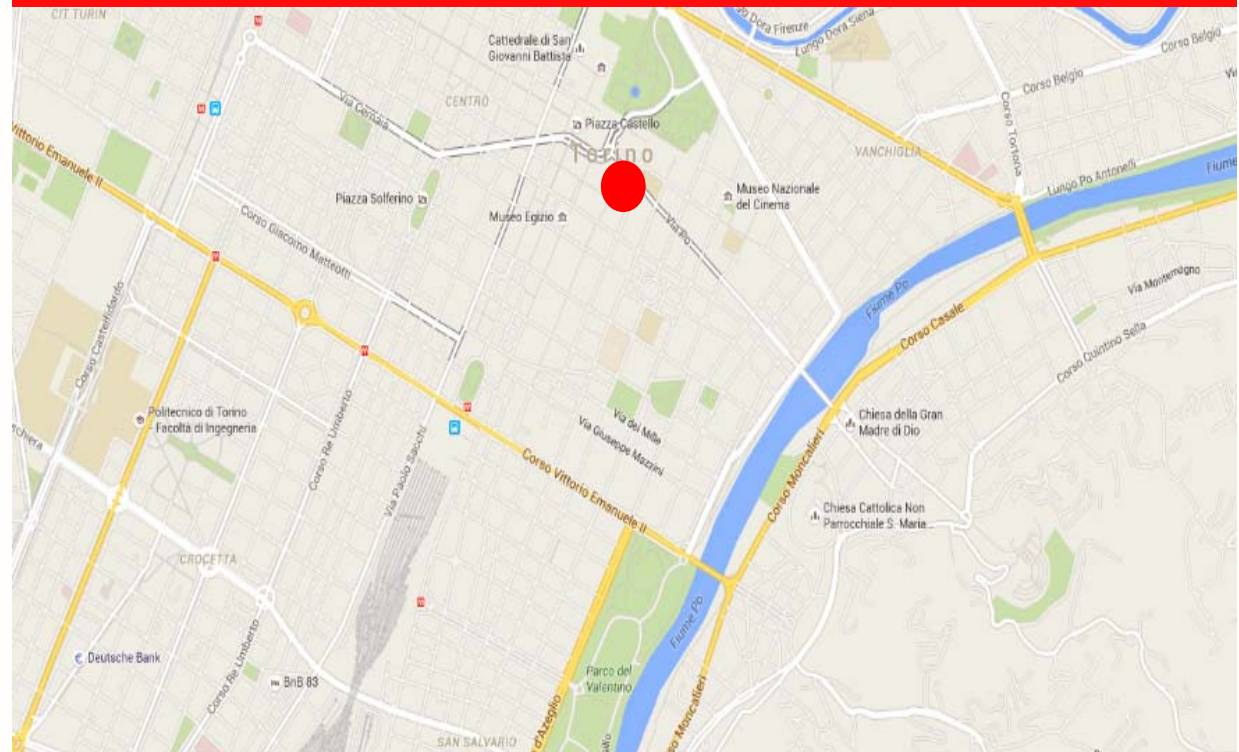 CIT TURIN
Lungo Dora Firenze
Lungo Dora Siena
Corso Belgio
Cattedrale di San
Giovanni Battista
Corso Belgio
CENTRO
Via Cernaia
Piazza Castello
Torino
VANCHIGLIA
Corso Tortona
Vittorio Emanuele II
Lungo Po Antonelli
Fiume
Piazza Solferino
Museo Egizio
Museo Nazionale
del Cinema
Corso Giacomo Matteotti
Via Po
Via Montemagno
Fiume Po
Corso Castelfidardo
Corso Casale
Corso Quintino Sella
Politecnico di Torino
- Facoltà di Ingegneria
Corso Re Umberto
Via Paolo Sacchi
Via dei Mille
Via Giuseppe Mazzini
Chiesa della Gran
Madre di Dio
Corso Vittorio Emanuele II
Corso Moncalieri
Chiesa Cattolica Non
Parrocchiale S. Maria...
CROCETTA
Fiume Po
Deutsche Bank
Corso Re Umberto
BnB 83
Parco del
Valentino
Corso Moncalieri
d'Azeglio
SAN SALVARIO